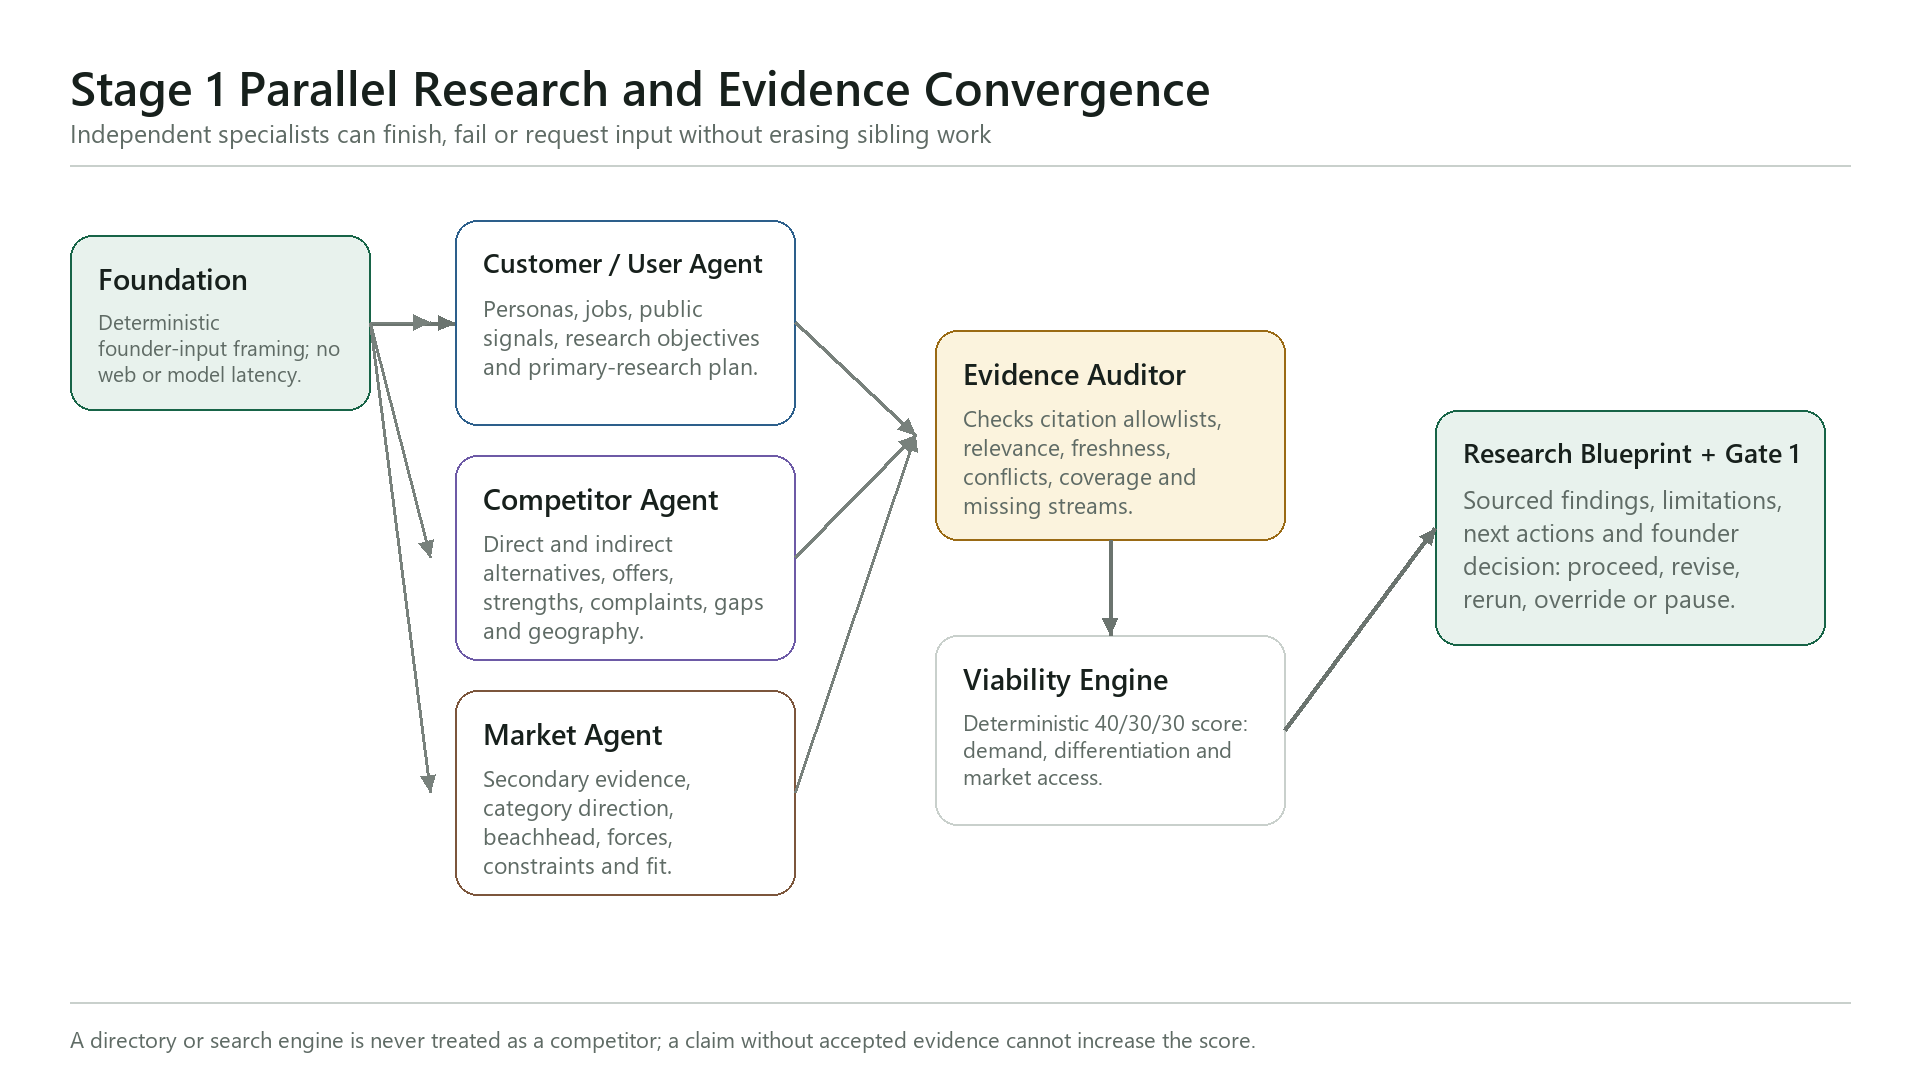 Stage 1 Parallel Research and Evidence Convergence
Independent specialists can finish, fail or request input without erasing sibling work
Foundation
Deterministic
founder-input framing; no
web or model latency.
Customer / User Agent
Personas, jobs, public
signals, research objectives
and primary-research plan.
Competitor Agent
Direct and indirect
alternatives, offers,
strengths, complaints, gaps
and geography.
Market Agent
Secondary evidence,
category direction,
beachhead, forces,
constraints and fit.
Evidence Auditor
Checks citation allowlists,
relevance, freshness,
conflicts, coverage and
missing streams.
Viability Engine
Deterministic 40/30/30 score:
demand, differentiation and
market access.
Research Blueprint + Gate 1
Sourced findings, limitations,
next actions and founder
decision: proceed, revise,
rerun, override or pause.
A directory or search engine is never treated as a competitor; a claim without accepted evidence cannot increase the score.